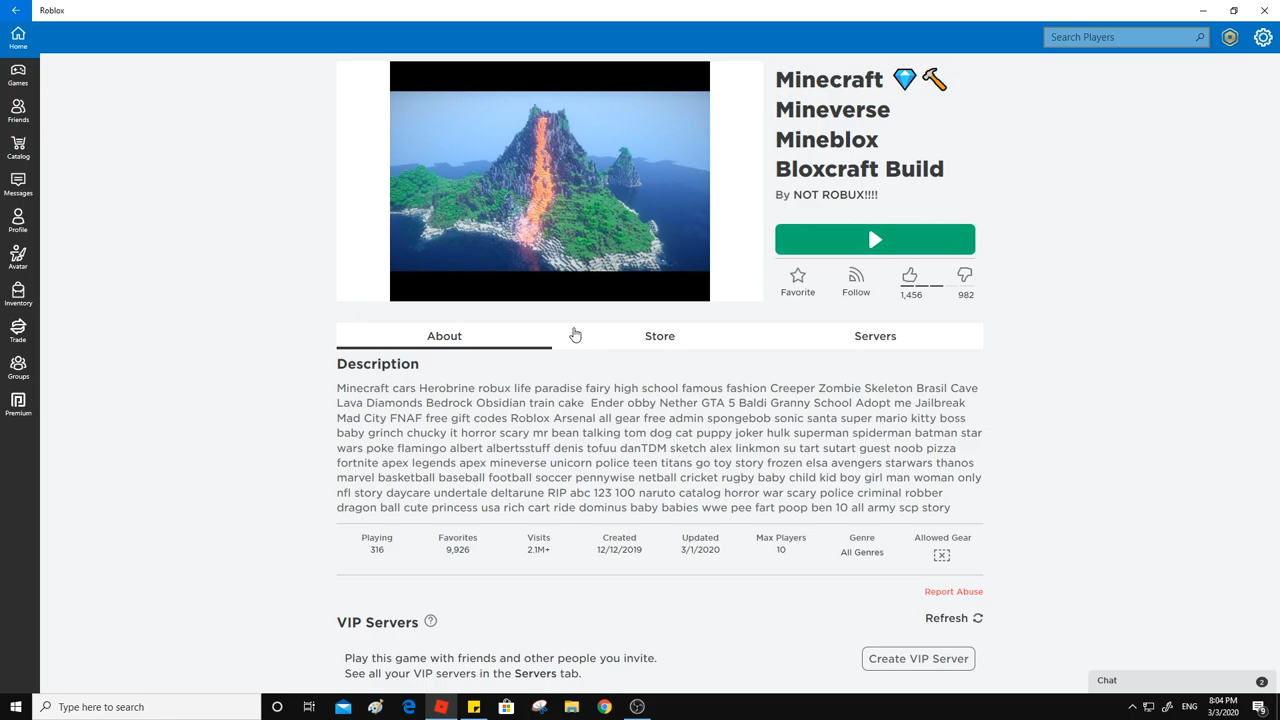 Roblox
Home
Games
Friends
Catalog
Messages
Profile
Avatar
Inventory
Trade
Groups
Premium
Search Players
Minecraft 💎🔨
Mineverse
Mineblox
Bloxcraft Build
By NOT ROBUX!!!!
Favorite
Follow
1,456
982
About
Store
Servers
Description
Minecraft cars Herobrine robux life paradise fairy high school famous fashion Creeper Zombie Skeleton Brasil Cave
Lava Diamonds Bedrock Obsidian train cake Ender obby Nether GTA 5 Baldi Granny School Adopt me Jailbreak
Mad City FNAF free gift codes Roblox Arsenal all gear free admin spongebob sonic santa super mario kitty boss
baby grinch chucky it horror scary mr bean talking tom dog cat puppy joker hulk superman spiderman batman star
wars poke flamingo albert albertsstuff denis tofuu danTDM sketch alex linkmon su tart sutart guest noob pizza
fortnite apex legends apex mineverse unicorn police teen titans go toy story frozen elsa avengers starwars thanos
marvel basketball baseball football soccer pennywise netball cricket rugby baby child kid boy girl man woman only
nfl story daycare undertale deltarune RIP abc 123 100 naruto catalog horror war scary police criminal robber
dragon ball cute princess usa rich cart ride dominus baby babies wwe pee fart poop ben 10 all army scp story
Playing
316
Favorites
9,926
Visits
2.1M+
Created
12/12/2019
Updated
3/1/2020
Max Players
10
Genre
All Genres
Allowed Gear
Report Abuse
VIP Servers
Refresh
Play this game with friends and other people you invite.
See all your VIP servers in the Servers tab.
Create VIP Server
Chat
2
Type here to search
ENG
8:04 PM
3/3/2020